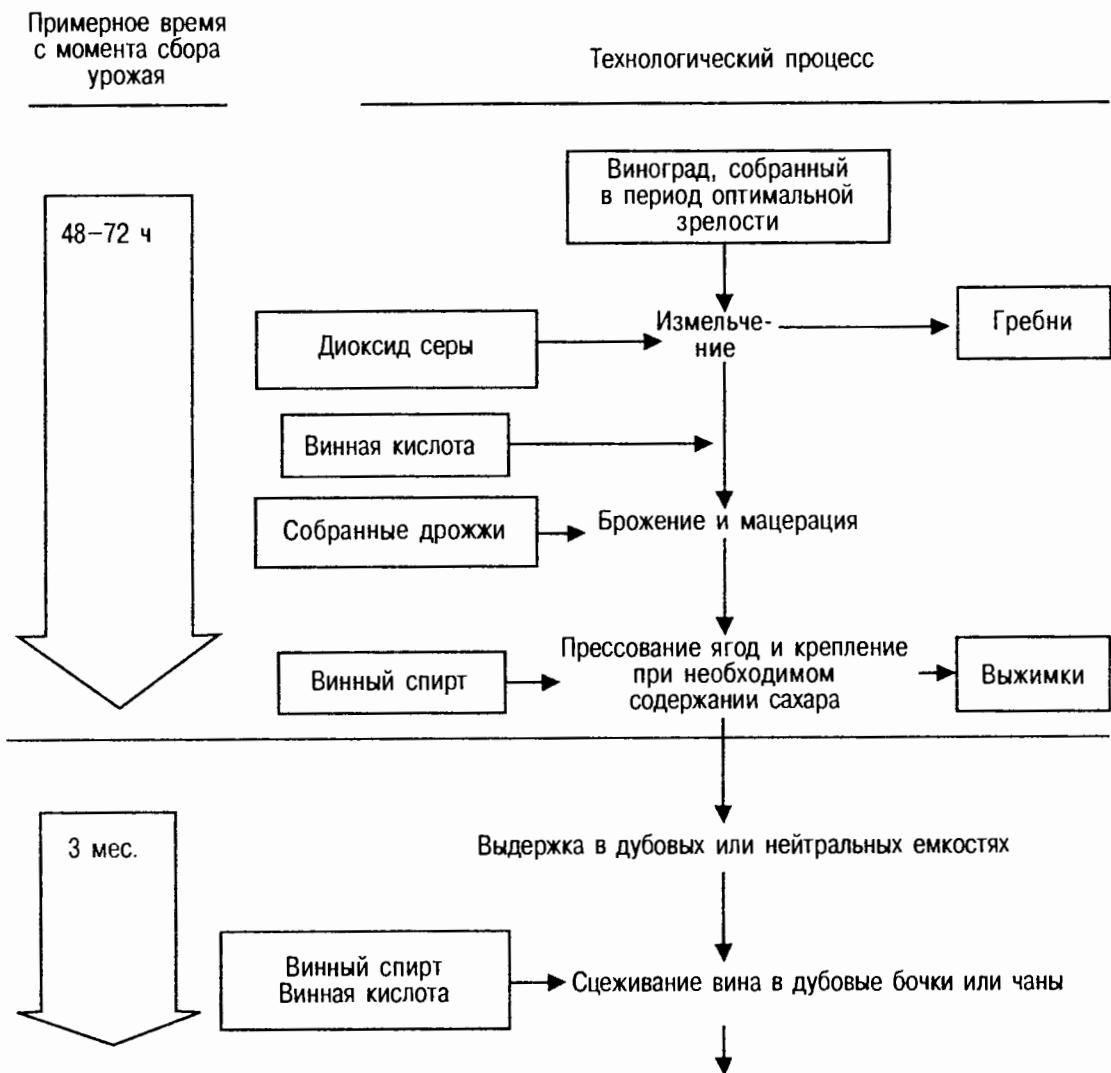 Примерное время
с момента сбора
урожая
Технологический процесс
Виноград, собранный
в период оптимальной
зрелости
48–72 ч
Диоксид серы
Измельче-
ние
Гребни
Винная кислота
Собранные дрожжи
Брожение и мацерация
Винный спирт
Прессование ягод и крепление
при необходимом
содержании сахара
Выжимки
3 мес.
Выдержка в дубовых или нейтральных емкостях
Винный спирт
Винная кислота
Сцеживание вина в дубовые бочки или чаны